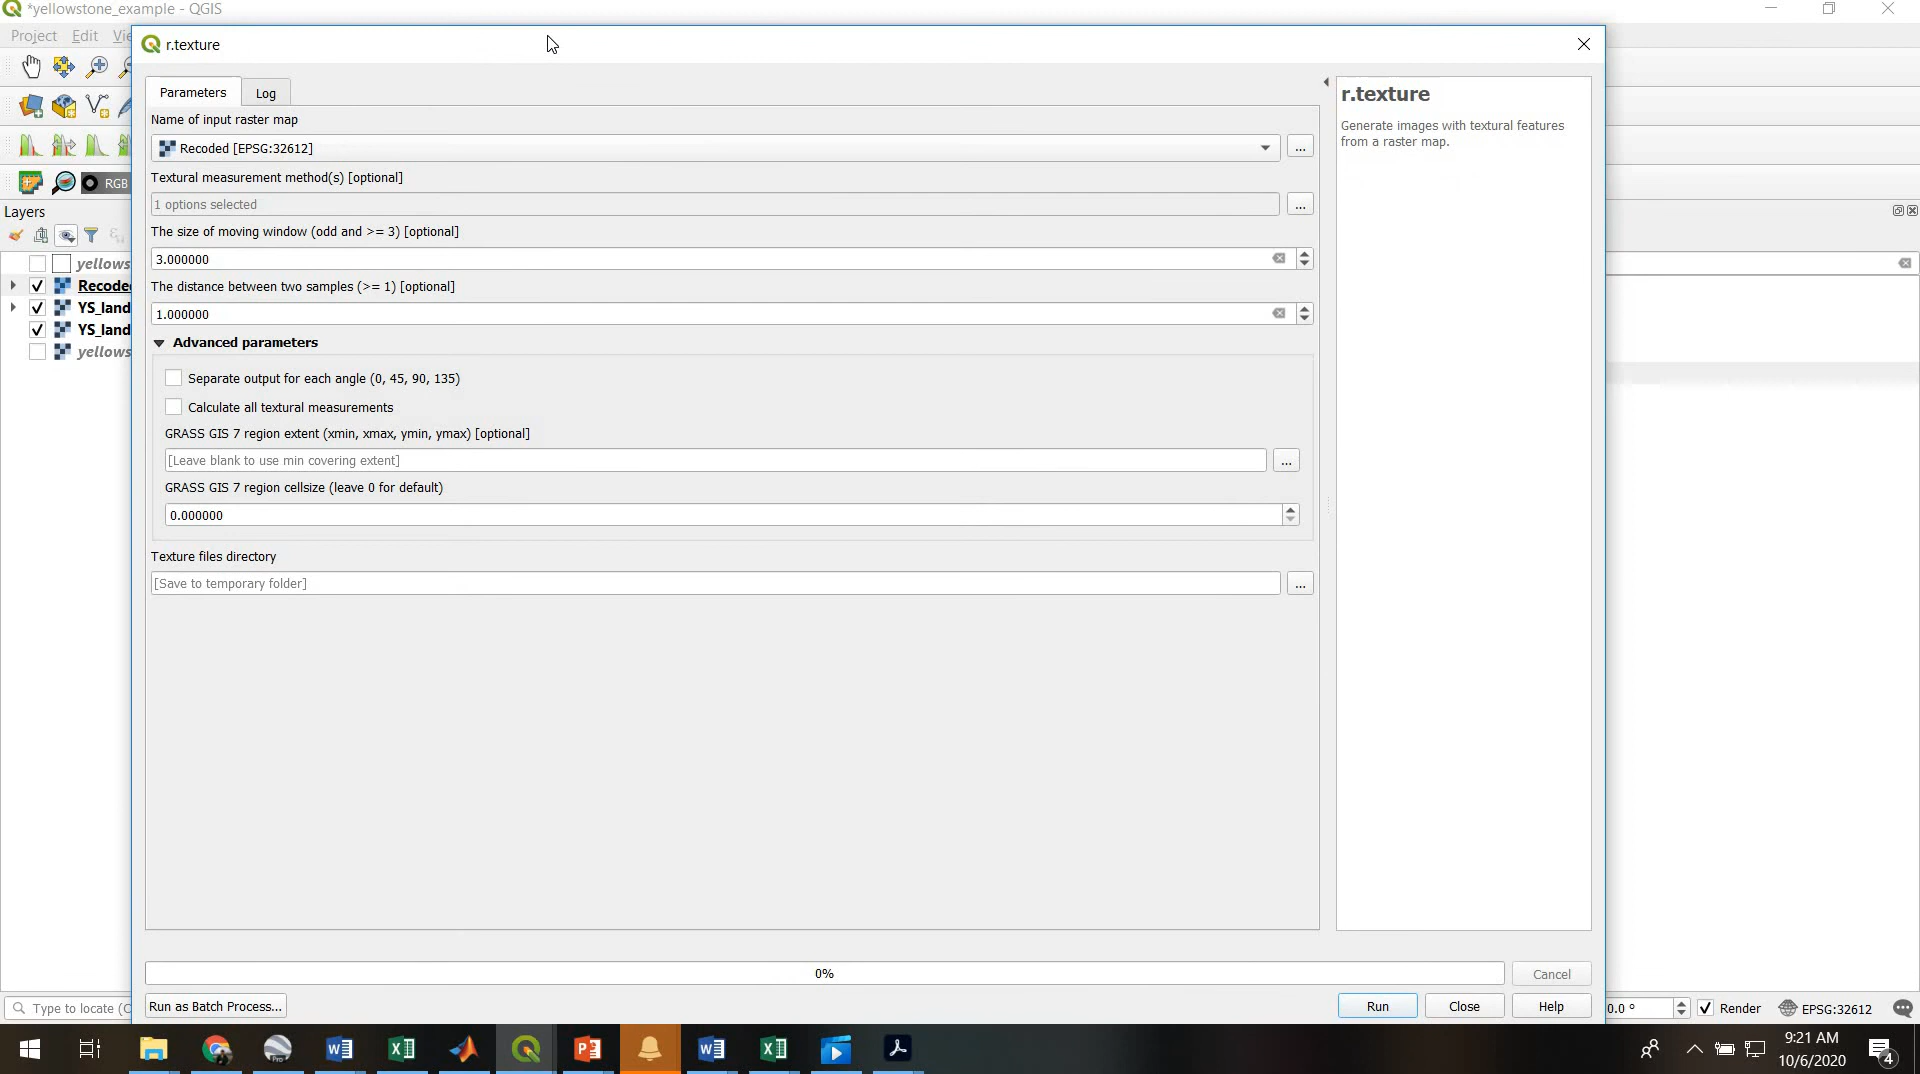 *yellowstone_example - QGIS
Project Edit Vi
r.texture
Parameters
Log
r.texture
Generate images with textural features
from a raster map.
Name of input raster map
Recoded [EPSG:32612]
...
Textural measurement method(s) [optional]
1 options selected
...
The size of moving window (odd and >= 3) [optional]
3.000000
The distance between two samples (>= 1) [optional]
1.000000
Advanced parameters
Separate output for each angle (0, 45, 90, 135)
Calculate all textural measurements
GRASS GIS 7 region extent (xmin, xmax, ymin, ymax) [optional]
[Leave blank to use min covering extent]
...
GRASS GIS 7 region cellsize (leave 0 for default)
0.000000
Texture files directory
[Save to temporary folder]
...
RGB
Layers
yellows
Recode
YS_land
YS_land
yellows
0%
Cancel
Run as Batch Process...
Run
Close
Help
Type to locate (C
0.0 °
Render
EPSG:32612
Pro
9:21 AM
10/6/2020
4